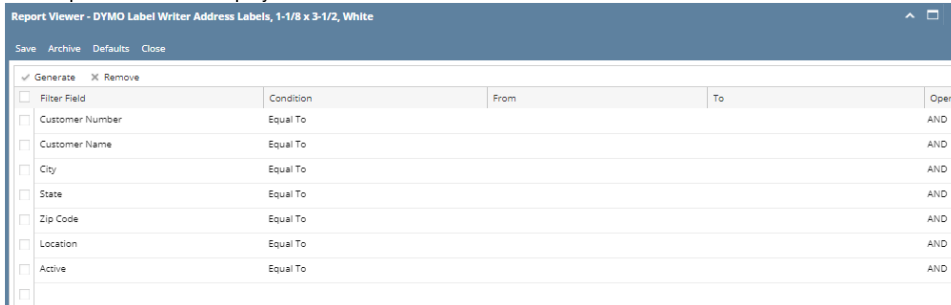 Report Viewer - DYMO Label Writer Address Labels, 1-1/8 x 3-1/2, White
Save Archive Defaults Close
Generate Remove
Filter Field Condition From To Oper
Customer Number Equal To AND
Customer Name Equal To AND
City Equal To AND
State Equal To AND
Zip Code Equal To AND
Location Equal To AND
Active Equal To AND